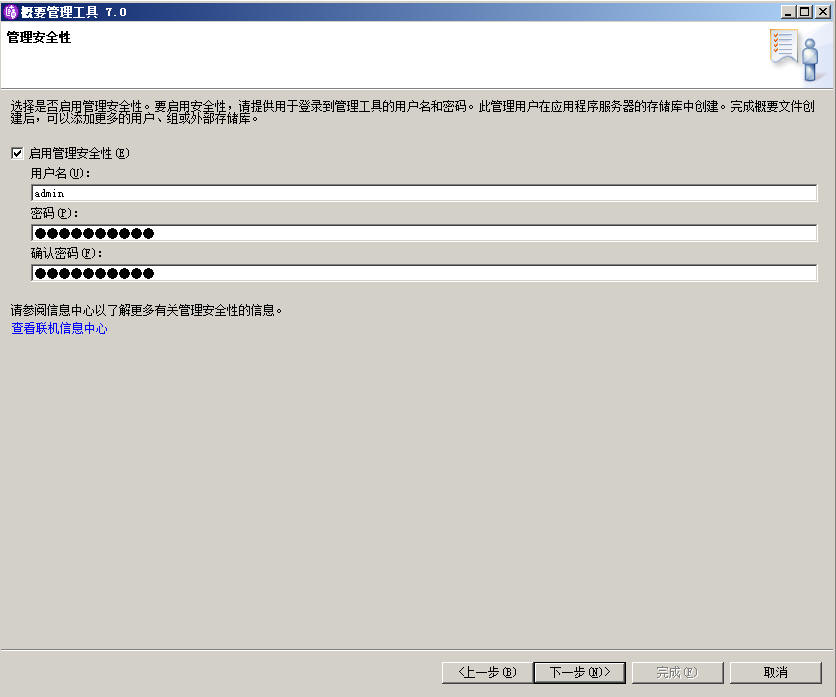 概要管理工具 7.0
管理安全性
选择是否启用管理安全性。要启用安全性，请提供用于登录到管理工具的用户名和密码。此管理用户在应用程序服务器的存储库中创建。完成概要文件创
建后，可以添加更多的用户、组或外部存储库。
启用管理安全性(E)
用户名(U)：
admin
密码(P)：
●●●●●●●●●●
确认密码(F)：
●●●●●●●●●●
请参阅信息中心以了解更多有关管理安全性的信息。
查看联机信息中心
<上一步(B) 下一步(N)> 完成(F) 取消